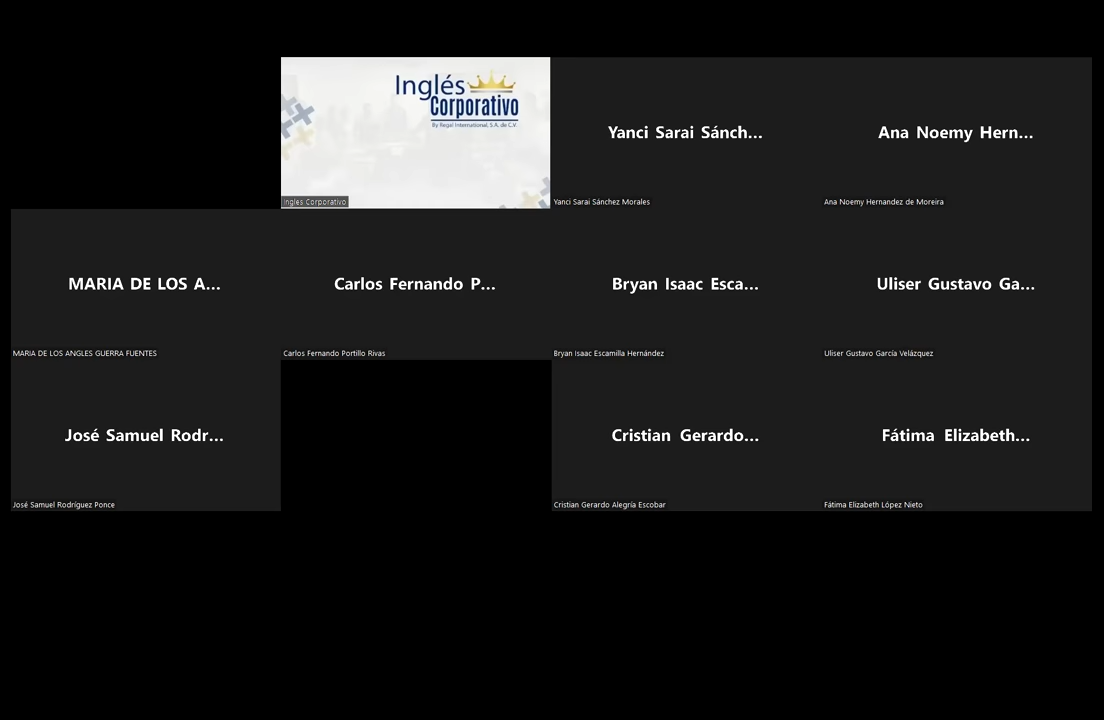 Inglés
Corporativo
By Regal International, S.A. de C.V.
Inglés Corporativo
Yanci Sarai Sánch...
Yanci Sarai Sánchez Morales
Ana Noemy Hern...
Ana Noemy Hernandez de Moreira
MARIA DE LOS A...
MARIA DE LOS ANGLES GUERRA FUENTES
Carlos Fernando P...
Carlos Fernando Portillo Rivas
Bryan Isaac Esca...
Bryan Isaac Escamilla Hernández
Uliser Gustavo Ga...
Uliser Gustavo García Velázquez
José Samuel Rodr...
José Samuel Rodríguez Ponce
Cristian Gerardo...
Cristian Gerardo Alegría Escobar
Fátima Elizabeth...
Fátima Elizabeth López Nieto